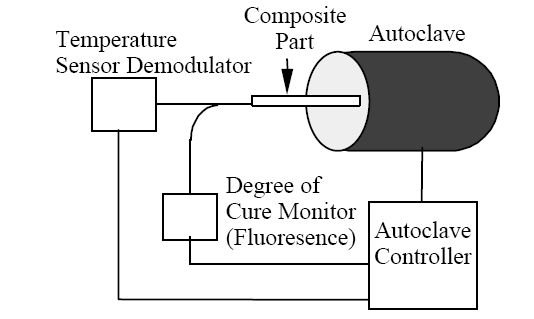 Temperature
Sensor Demodulator
Composite
Part
Autoclave
Degree of
Cure Monitor
(Fluoresence)
Autoclave
Controller